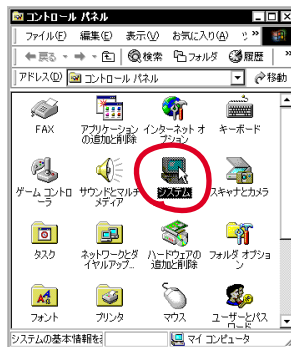 コントロール パネル
ファイル(F) 編集(E) 表示(V) お気に入り(A) »
戻る 検索 フォルダ 履歴 »
アドレス(D) コントロール パネル 移動
FAX
アプリケーション
の追加と削除
インターネット オ
プション
キーボード
ゲーム コントロ
ーラ
サウンドとマルチ
メディア
システム
スキャナとカメラ
タスク
ネットワークとダ
イヤルアップ...
ハードウェアの
追加と削除
フォルダ オプショ
ン
フォント
プリンタ
マウス
ユーザーとパス
ワード
システムの基本情報を
マイ コンピュータ